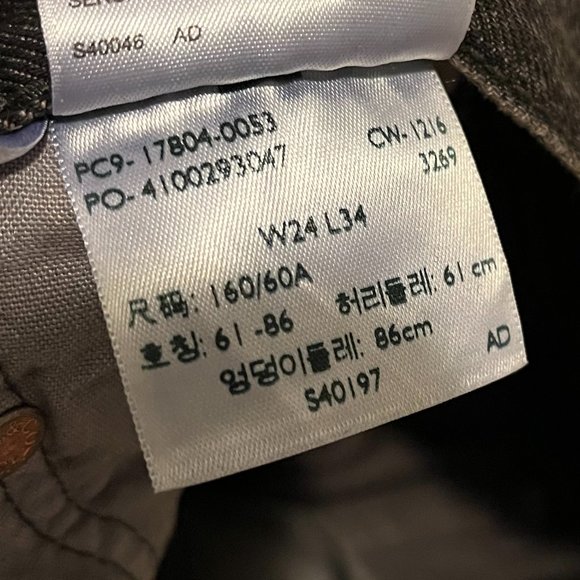 S40046 AD
PC9-17804-0053 CW-1216
PO-4100293047 3269
W24 L34
尺码: 160/60A
호칭: 61-86 허리둘레: 61 cm
엉덩이둘레: 86cm AD
S40197